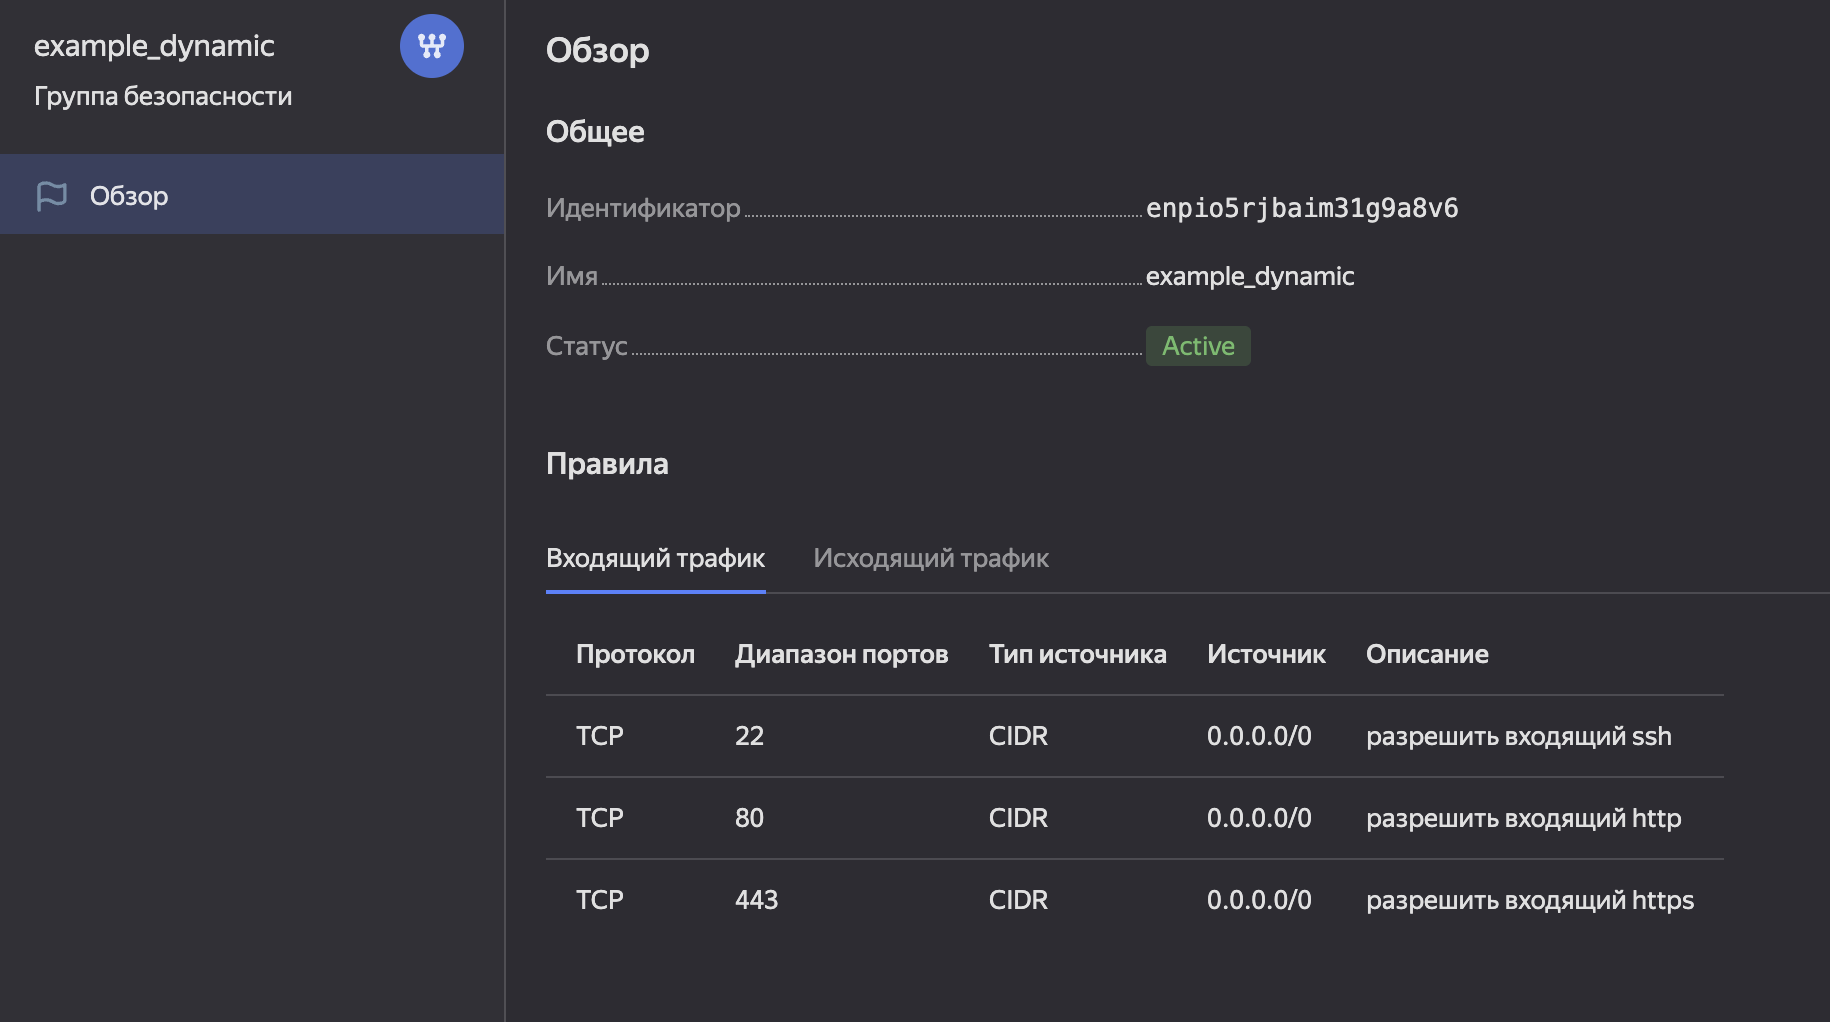 example_dynamic
Группа безопасности
Обзор
Обзор
Общее
Идентификатор enpio5rjbaim31g9a8v6
Имя example_dynamic
Статус Active
Правила
Входящий трафик Исходящий трафик
Протокол Диапазон портов Тип источника Источник Описание
TCP 22 CIDR 0.0.0.0/0 разрешить входящий ssh
TCP 80 CIDR 0.0.0.0/0 разрешить входящий http
TCP 443 CIDR 0.0.0.0/0 разрешить входящий https